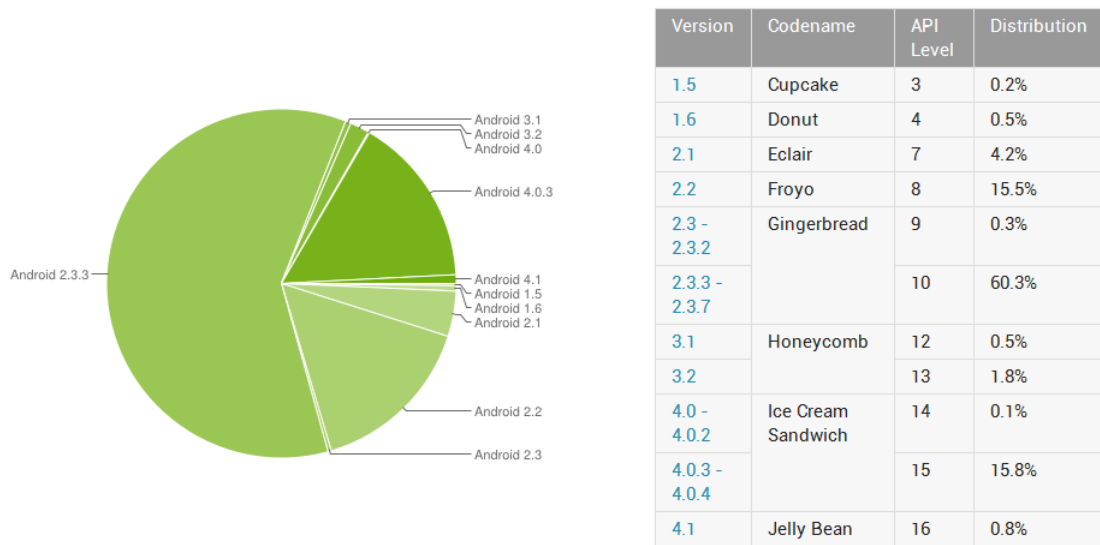 Android 3.1
Android 3.2
Android 4.0
Android 4.0.3
Android 2.3.3
Android 4.1
Android 1.5
Android 1.6
Android 2.1
Android 2.2
Android 2.3
Version Codename API Level Distribution
1.5 Cupcake 3 0.2%
1.6 Donut 4 0.5%
2.1 Eclair 7 4.2%
2.2 Froyo 8 15.5%
2.3 - 2.3.2 Gingerbread 9 0.3%
2.3.3 - 2.3.7 10 60.3%
3.1 Honeycomb 12 0.5%
3.2 13 1.8%
4.0 - 4.0.2 Ice Cream Sandwich 14 0.1%
4.0.3 - 4.0.4 15 15.8%
4.1 Jelly Bean 16 0.8%